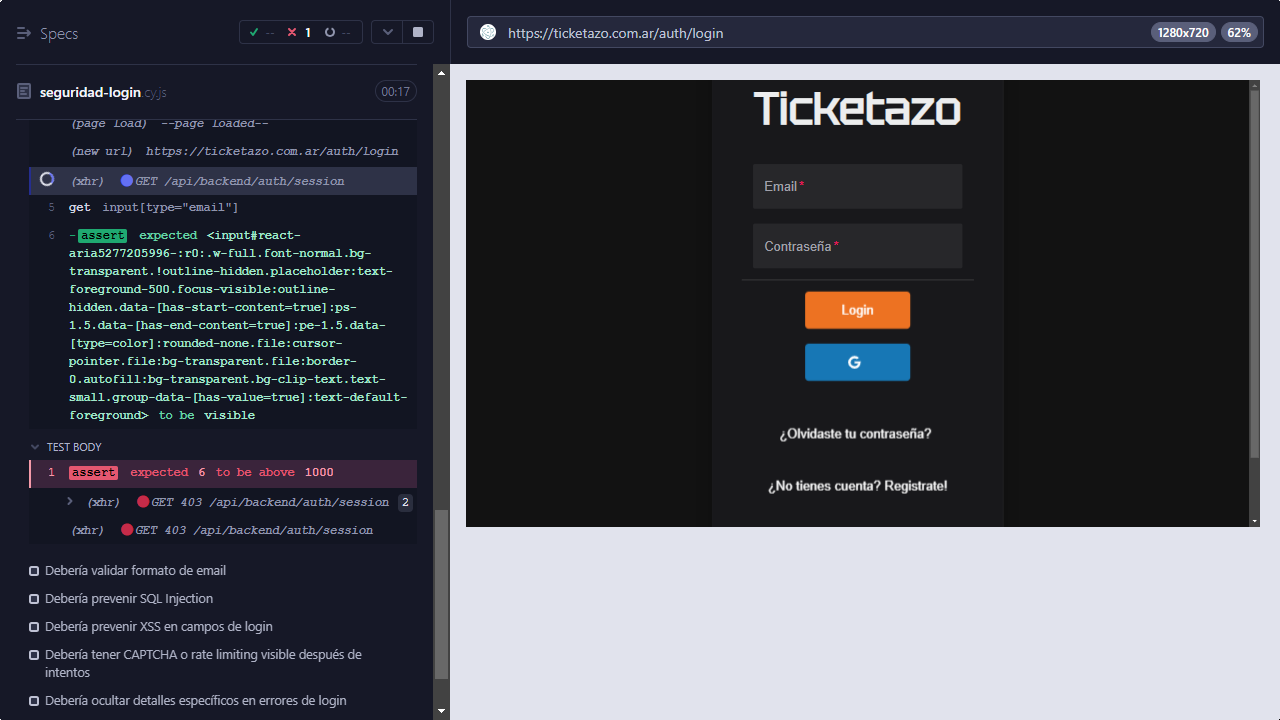 Specs
-- 1 --
seguridad-login.cy.js 00:17
(page load) --page loaded--
(new url) https://ticketazo.com.ar/auth/login
(xhr) GET /api/backend/auth/session
5 get input[type="email"]
6 -assert expected <input#react-
aria5277205996-:r0:.w-full.font-normal.bg-
transparent.!outline-hidden.placeholder:text-
foreground-500.focus-visible:outline-
hidden.data-[has-start-content=true]:ps-
1.5.data-[has-end-content=true]:pe-1.5.data-
[type=color]:rounded-none.file:cursor-
pointer.file:bg-transparent.file:border-
0.autofill:bg-transparent.bg-clip-text.text-
small.group-data-[has-value=true]:text-default-
foreground> to be visible
TEST BODY
1 assert expected 6 to be above 1000
(xhr) GET 403 /api/backend/auth/session 2
(xhr) GET 403 /api/backend/auth/session
Debería validar formato de email
Debería prevenir SQL Injection
Debería prevenir XSS en campos de login
Debería tener CAPTCHA o rate limiting visible después de
intentos
Debería ocultar detalles específicos en errores de login
https://ticketazo.com.ar/auth/login 1280x720 62%
Ticketazo
Email*
Contraseña*
Login
G
¿Olvidaste tu contraseña?
¿No tienes cuenta? Registrate!